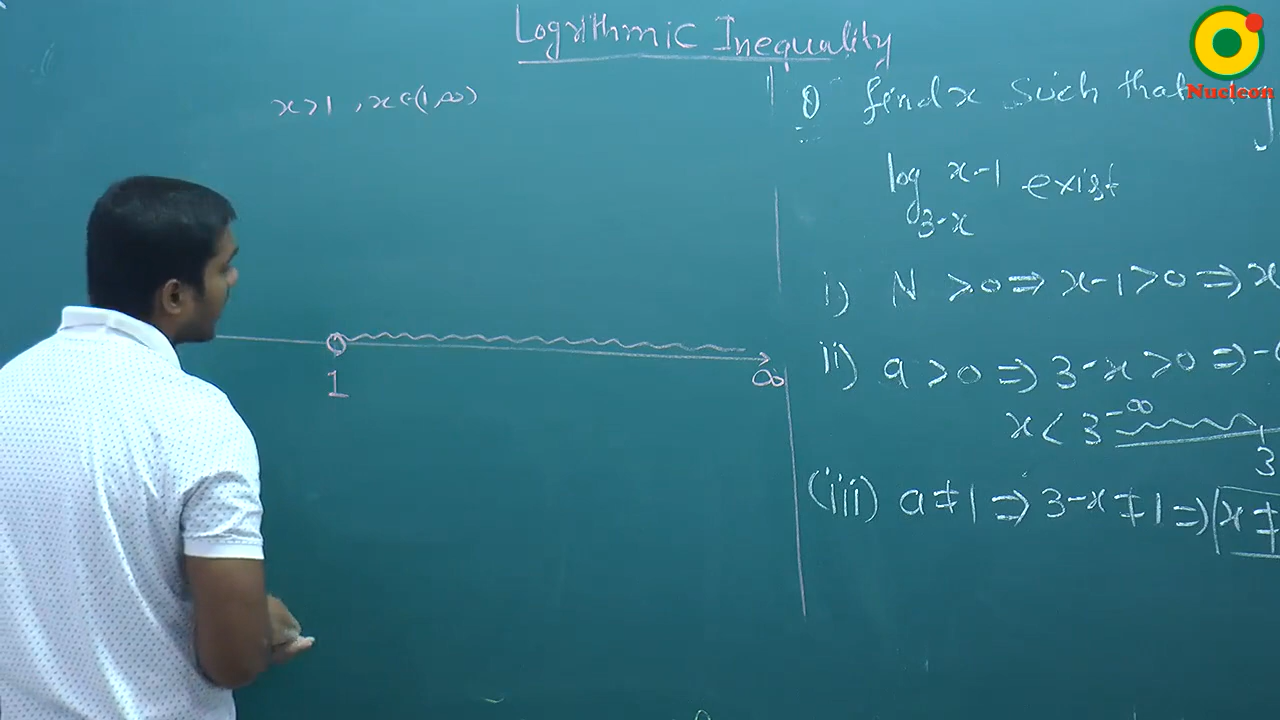 Logrithmic Inequality
x>1 , x∈(1,∞)
1
∞
Q find x such that
log x-1 exist
3-x
i) N >0 ⇒ x-1>0 ⇒ x
ii) a >0 ⇒ 3-x >0 ⇒ -
x < 3
-∞
3
(iii) a≠1 ⇒ 3-x ≠ 1 ⇒ x ≠
Nucleon